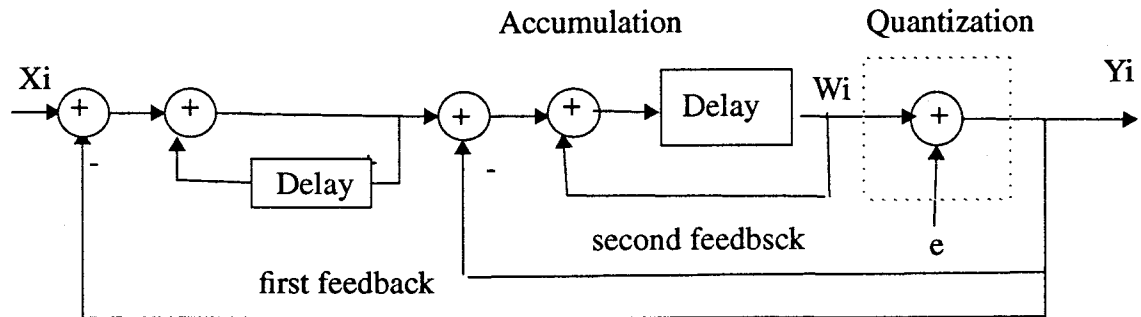 Accumulation
Quantization
Xi
Yi
Wi
+
+
+
+
+
Delay
-
-
Delay
e
second feedbsck
first feedback